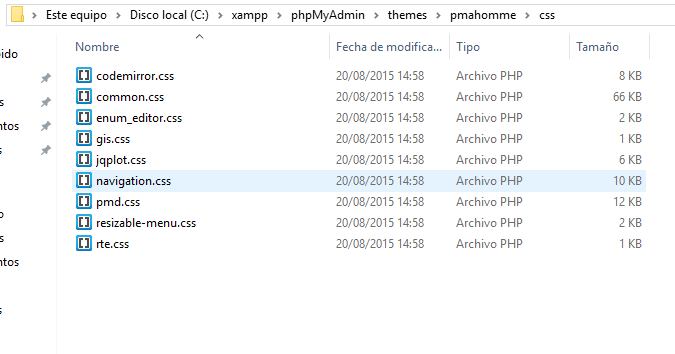 Este equipo > Disco local (C:) > xampp > phpMyAdmin > themes > pmahomme > css
Nombre Fecha de modifica... Tipo Tamaño
codemirror.css 20/08/2015 14:58 Archivo PHP 8 KB
common.css 20/08/2015 14:58 Archivo PHP 66 KB
enum_editor.css 20/08/2015 14:58 Archivo PHP 2 KB
gis.css 20/08/2015 14:58 Archivo PHP 1 KB
jqplot.css 20/08/2015 14:58 Archivo PHP 6 KB
navigation.css 20/08/2015 14:58 Archivo PHP 10 KB
pmd.css 20/08/2015 14:58 Archivo PHP 12 KB
resizable-menu.css 20/08/2015 14:58 Archivo PHP 2 KB
rte.css 20/08/2015 14:58 Archivo PHP 1 KB